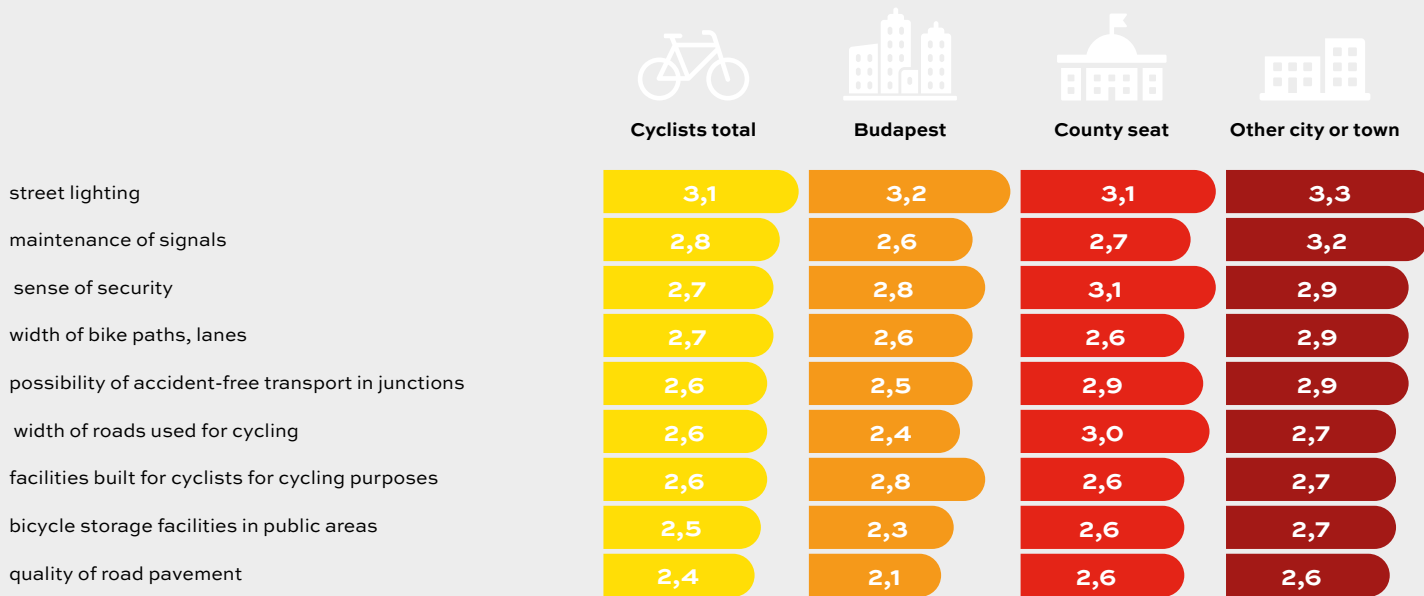 Cyclists total Budapest County seat Other city or town
street lighting 3,1 3,2 3,1 3,3
maintenance of signals 2,8 2,6 2,7 3,2
sense of security 2,7 2,8 3,1 2,9
width of bike paths, lanes 2,7 2,6 2,6 2,9
possibility of accident-free transport in junctions 2,6 2,5 2,9 2,9
width of roads used for cycling 2,6 2,4 3,0 2,7
facilities built for cyclists for cycling purposes 2,6 2,8 2,6 2,7
bicycle storage facilities in public areas 2,5 2,3 2,6 2,7
quality of road pavement 2,4 2,1 2,6 2,6